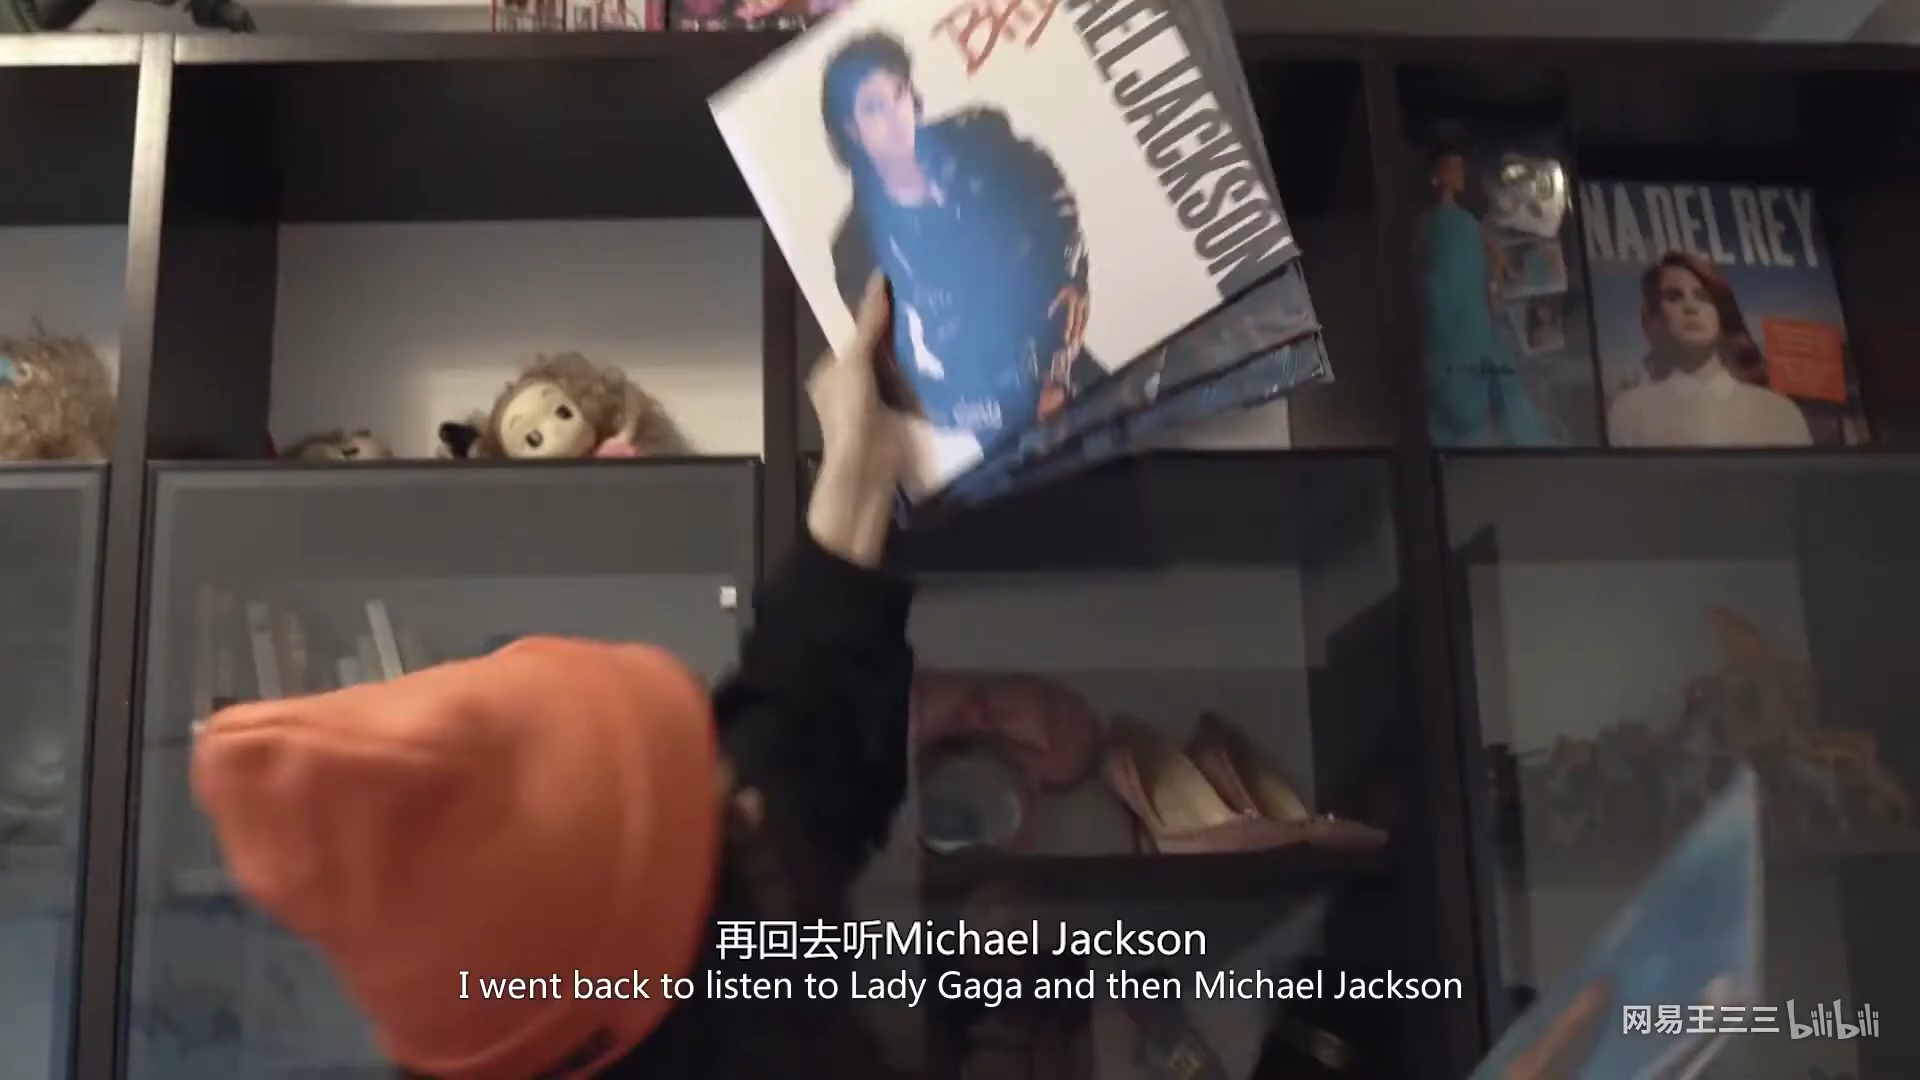 BAD
AEL JACKSON
NA DEL REY
再回去听Michael Jackson
I went back to listen to Lady Gaga and then Michael Jackson
网易王三三 bilibili